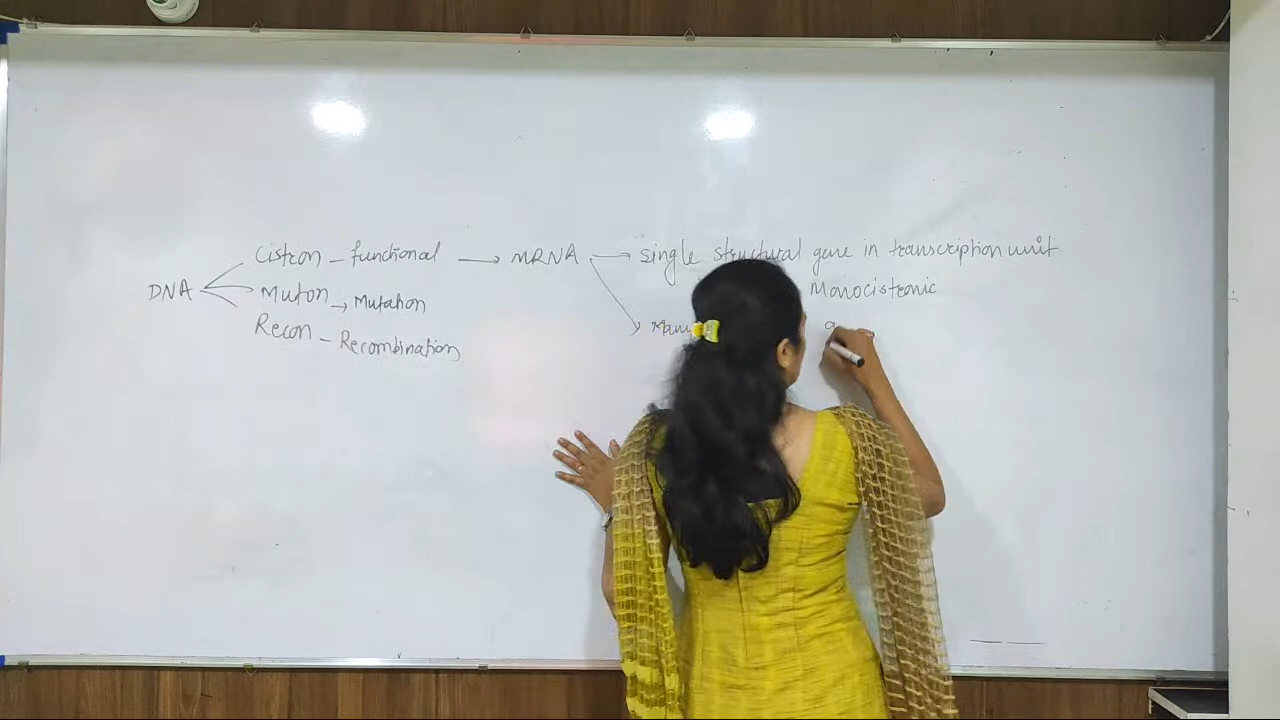 DNA
Cistron - functional → mRNA → single structural gene in transcription unit
Muton → Mutation
Monocistronic
Recon - Recombination